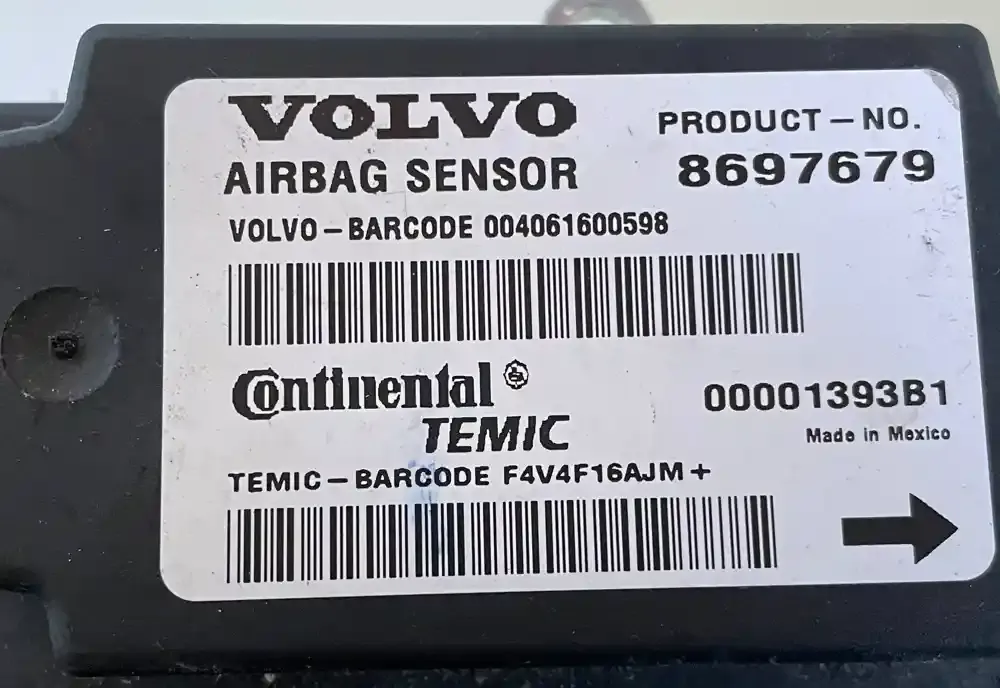 VOLVO
PRODUCT-NO.
AIRBAG SENSOR
8697679
VOLVO-BARCODE 004061600598
Continental®
TEMIC
00001393B1
Made in Mexico
TEMIC-BARCODE F4V4F16AJM+